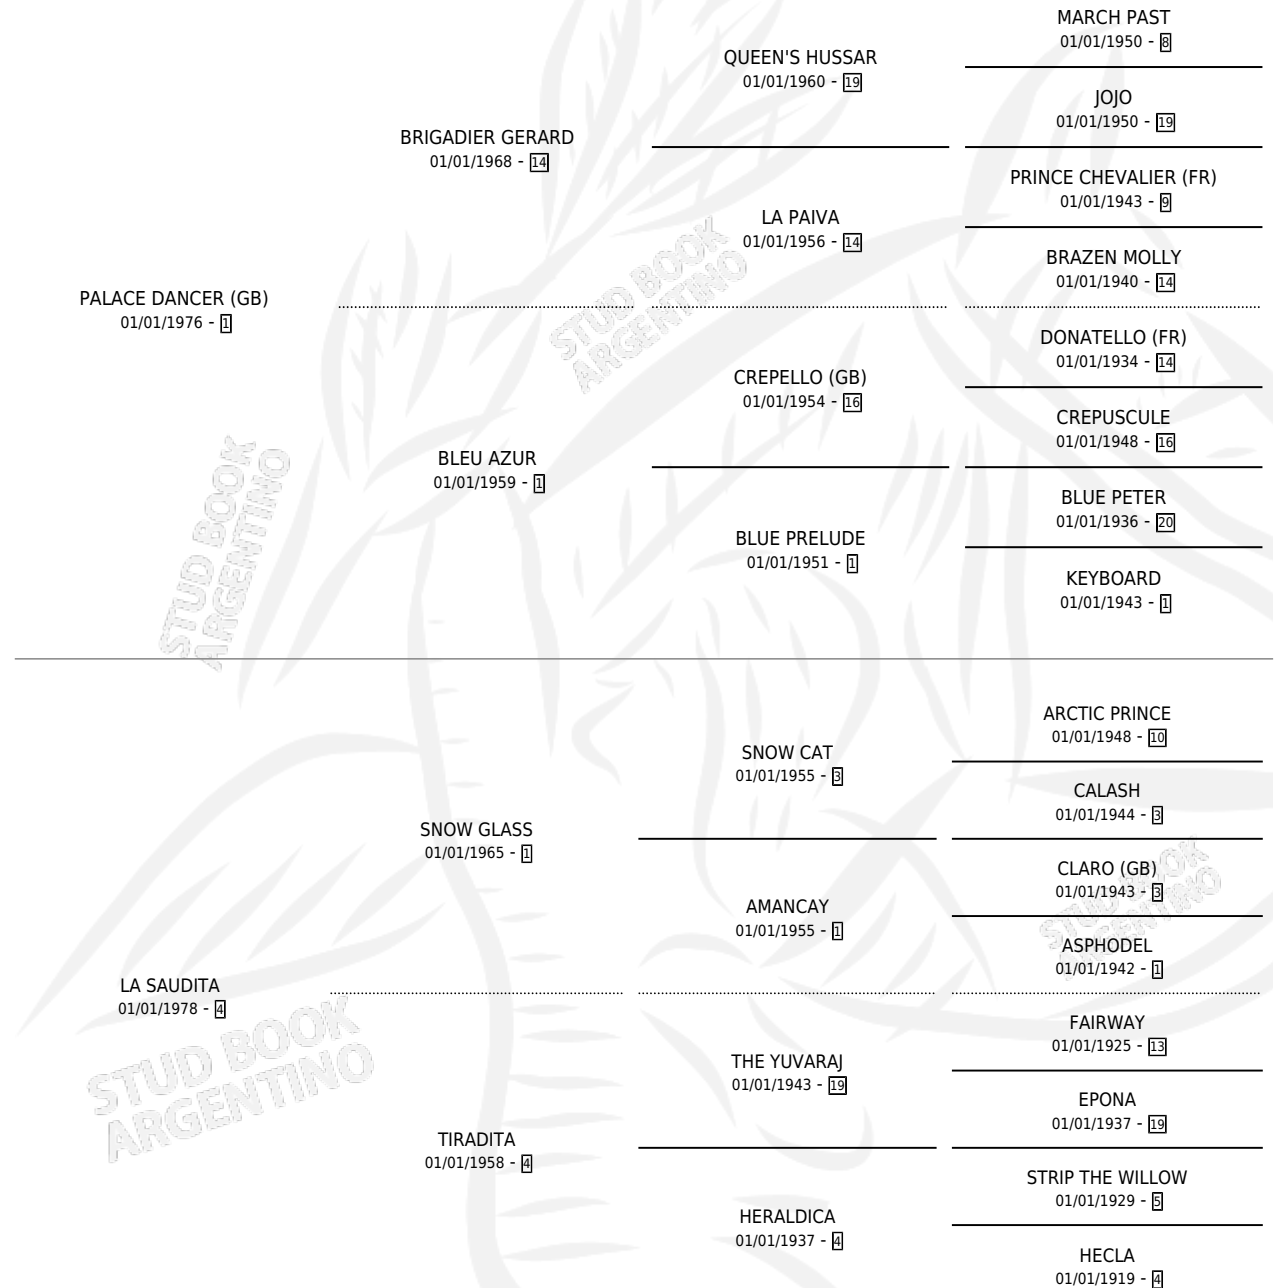 MARCH PAST
01/01/1950 - 8
QUEEN'S HUSSAR
01/01/1960 - 19
JOJO
01/01/1950 - 19
BRIGADIER GERARD
01/01/1968 - 14
PRINCE CHEVALIER (FR)
01/01/1943 - 9
LA PAIVA
01/01/1956 - 14
BRAZEN MOLLY
01/01/1940 - 14
PALACE DANCER (GB)
01/01/1976 - 1
STUD BOOK
ARGENTINO
DONATELLO (FR)
01/01/1934 - 14
CREPELLO (GB)
01/01/1954 - 16
CREPUSCULE
01/01/1948 - 16
BLEU AZUR
01/01/1959 - 1
BLUE PETER
01/01/1936 - 20
BLUE PRELUDE
01/01/1951 - 1
KEYBOARD
01/01/1943 - 1
STUD BOOK
ARGENTINO
ARCTIC PRINCE
01/01/1948 - 10
SNOW CAT
01/01/1955 - 3
CALASH
01/01/1944 - 3
SNOW GLASS
01/01/1965 - 1
CLARO (GB)
01/01/1943 - 3
AMANCAY
01/01/1955 - 1
ASPHODEL
01/01/1942 - 1
STUD BOOK
ARGENTINO
LA SAUDITA
01/01/1978 - 4
FAIRWAY
01/01/1925 - 13
THE YUVARAJ
01/01/1943 - 19
EPONA
01/01/1937 - 19
STUD BOOK
ARGENTINO
TIRADITA
01/01/1958 - 4
STRIP THE WILLOW
01/01/1929 - 5
HERALDICA
01/01/1937 - 4
HECLA
01/01/1919 - 4